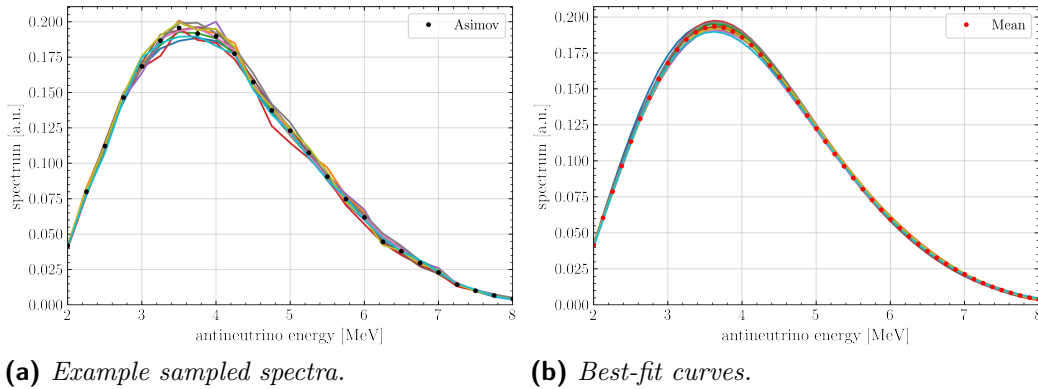 0.200
0.175
0.150
0.125
0.100
0.075
0.050
0.025
0.000
spectrum [a.u.]
Asimov
2 3 4 5 6 7 8
antineutrino energy [MeV]
(a) Example sampled spectra.
0.200
0.175
0.150
0.125
0.100
0.075
0.050
0.025
0.000
spectrum [a.u.]
Mean
2 3 4 5 6 7 8
antineutrino energy [MeV]
(b) Best-fit curves.